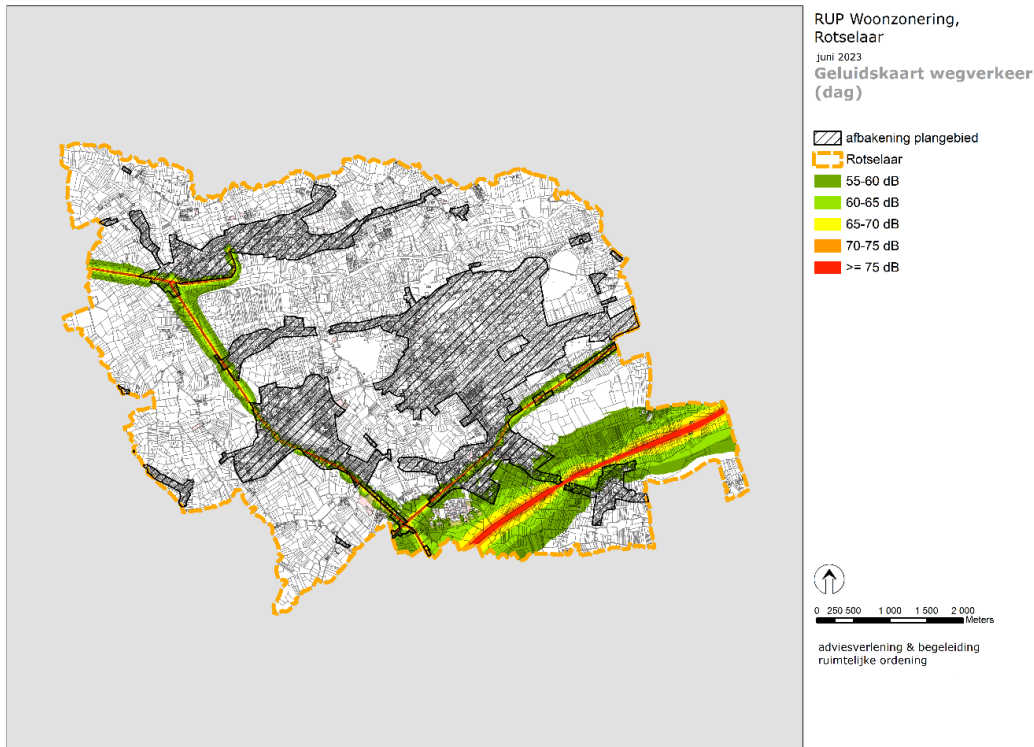 RUP Woonzonering,
Rotselaar
juni 2023
Geluidskaart wegverkeer
(dag)
afbakening plangebied
Rotselaar
55-60 dB
60-65 dB
65-70 dB
70-75 dB
>= 75 dB
0 250 500 1 000 1 500 2 000
Meters
adviesverlening & begeleiding
ruimtelijke ordening